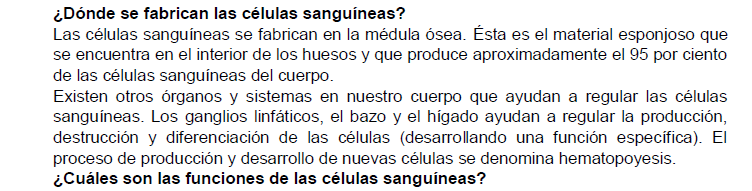 ¿Dónde se fabrican las células sanguíneas?
Las células sanguíneas se fabrican en la médula ósea. Ésta es el material esponjoso que
se encuentra en el interior de los huesos y que produce aproximadamente el 95 por ciento
de las células sanguíneas del cuerpo.
Existen otros órganos y sistemas en nuestro cuerpo que ayudan a regular las células
sanguíneas. Los ganglios linfáticos, el bazo y el hígado ayudan a regular la producción,
destrucción y diferenciación de las células (desarrollando una función específica). El
proceso de producción y desarrollo de nuevas células se denomina hematopoyesis.
¿Cuáles son las funciones de las células sanguíneas?